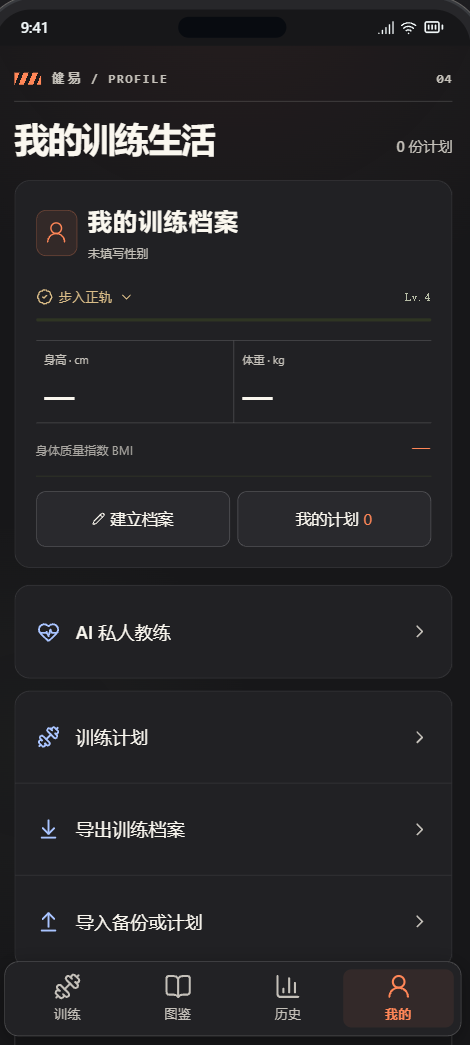 9:41
健易 / PROFILE
04
我的训练生活
0 份计划
我的训练档案
未填写性别
步入正轨
Lv. 4
身高 · cm
体重 · kg
身体质量指数 BMI
建立档案
我的计划 0
AI 私人教练
训练计划
导出训练档案
导入备份或计划
训练
图鉴
历史
我的